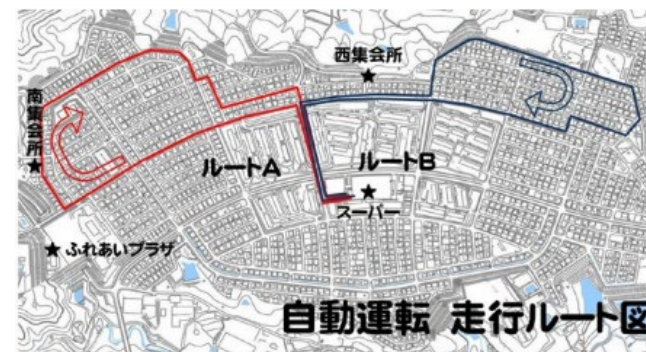 西集会所
南集会所
ルートA
ルートB
スーパー
ふれあいプラザ
自動運転 走行ルート図